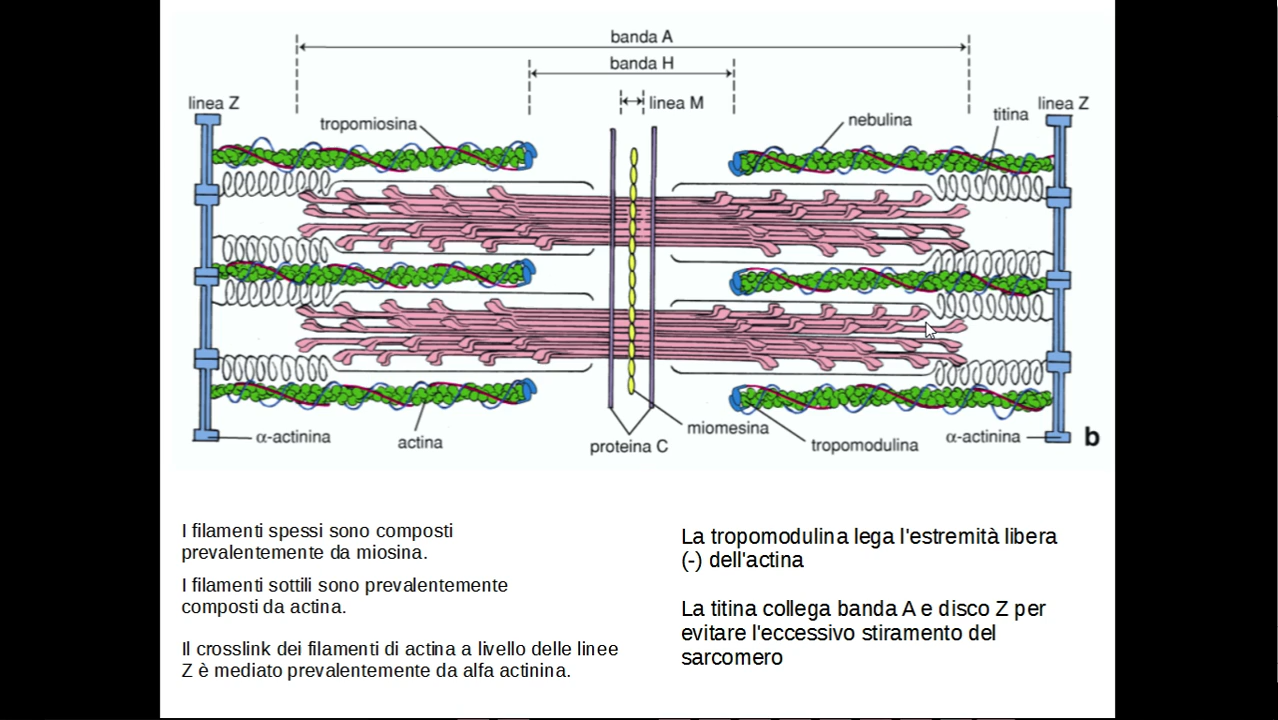 banda A
banda H
linea Z
linea M
linea Z
tropomiosina
nebulina
titina
α-actinina
actina
proteina C
miomesina
tropomodulina
α-actinina
b
I filamenti spessi sono composti
prevalentemente da miosina.
I filamenti sottili sono prevalentemente
composti da actina.
Il crosslink dei filamenti di actina a livello delle linee
Z è mediato prevalentemente da alfa actinina.
La tropomodulina lega l'estremità libera
(-) dell'actina
La titina collega banda A e disco Z per
evitare l'eccessivo stiramento del
sarcomero